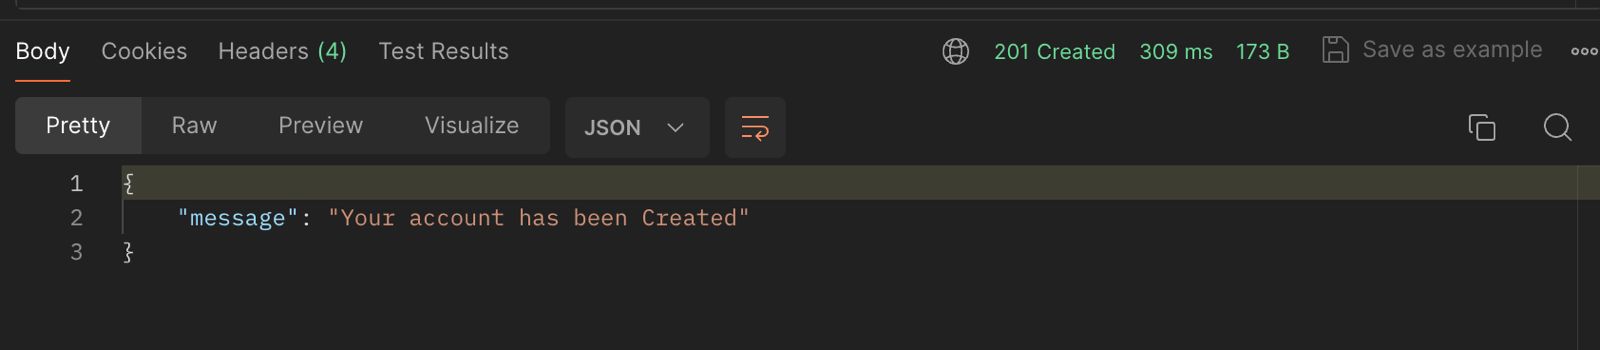 Body Cookies Headers (4) Test Results 201 Created 309 ms 173 B Save as example
Pretty Raw Preview Visualize JSON
1 {
2 "message": "Your account has been Created"
3 }